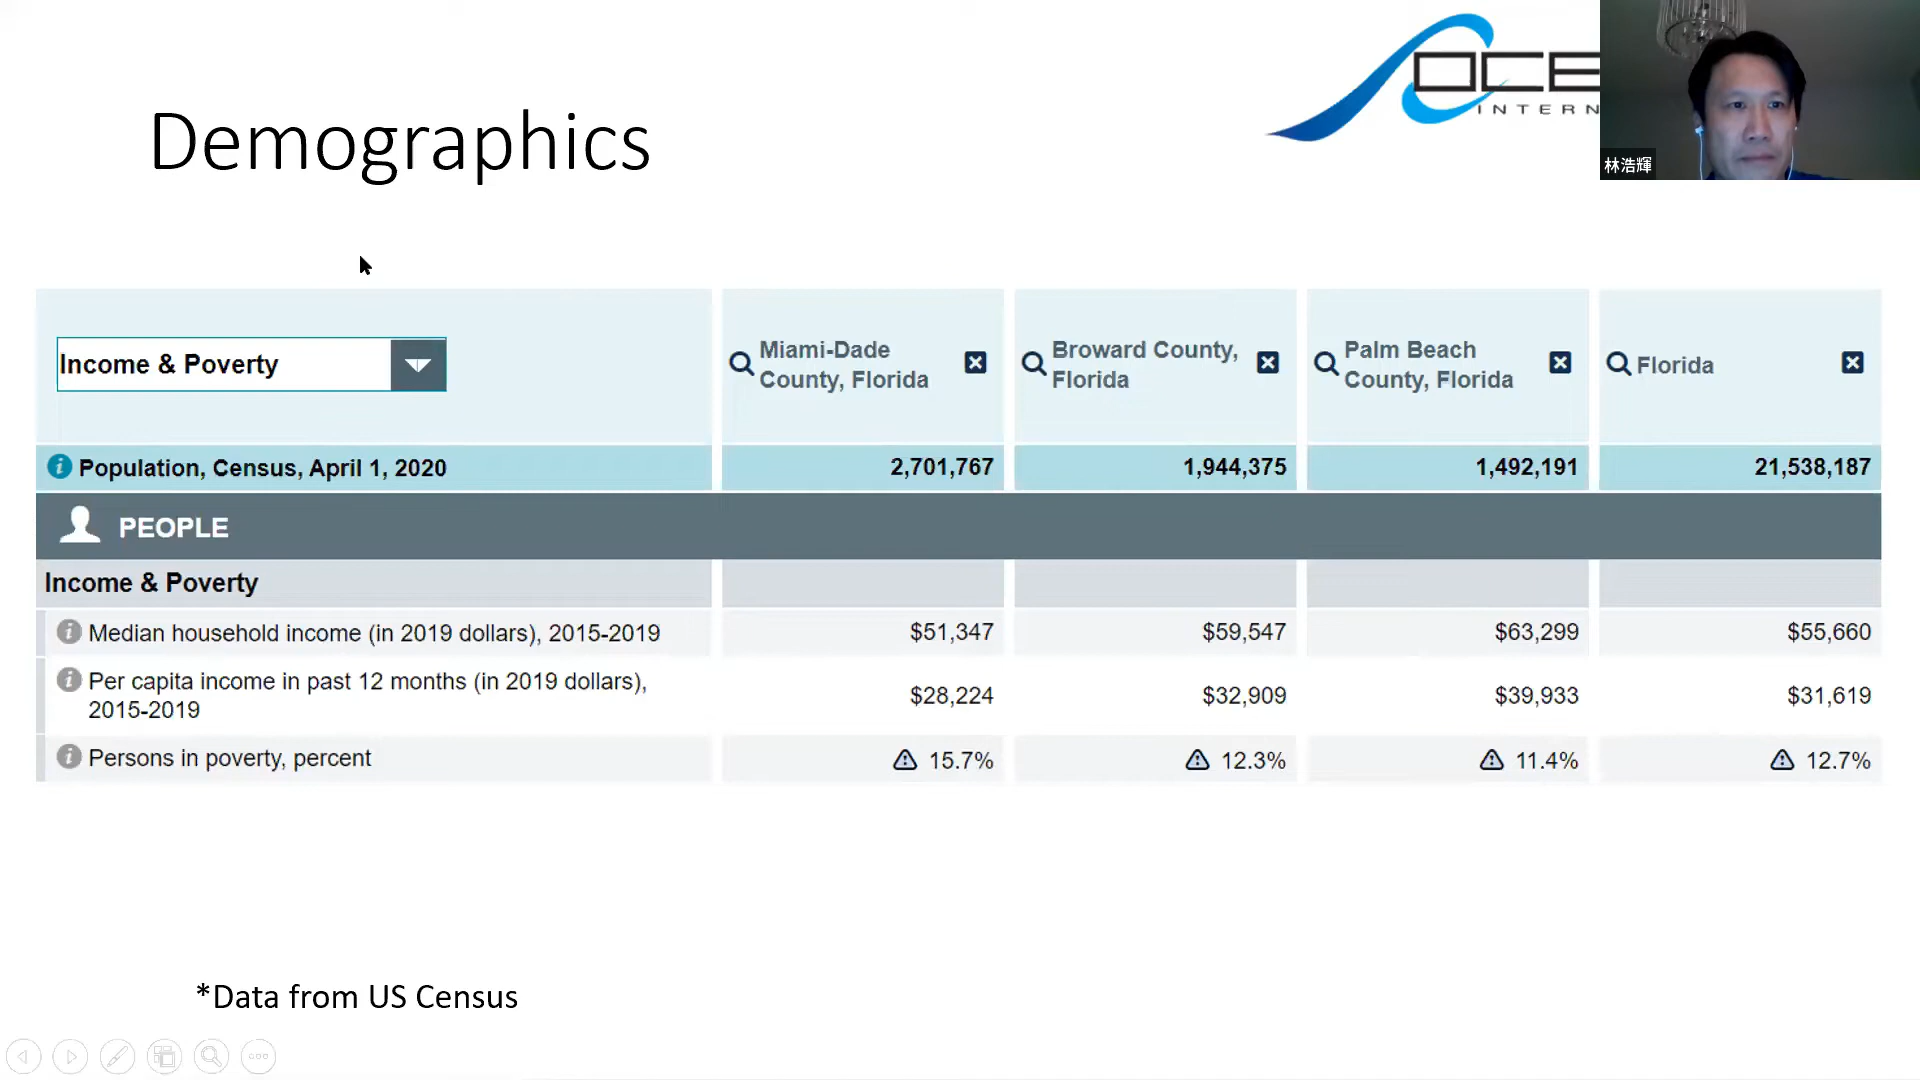 OCE
INTERN
林浩輝
Demographics
Income & Poverty
Miami-Dade
County, Florida
Broward County,
Florida
Palm Beach
County, Florida
Florida
Population, Census, April 1, 2020 2,701,767 1,944,375 1,492,191 21,538,187
PEOPLE
Income & Poverty
Median household income (in 2019 dollars), 2015-2019 $51,347 $59,547 $63,299 $55,660
Per capita income in past 12 months (in 2019 dollars),
2015-2019 $28,224 $32,909 $39,933 $31,619
Persons in poverty, percent 15.7% 12.3% 11.4% 12.7%
*Data from US Census